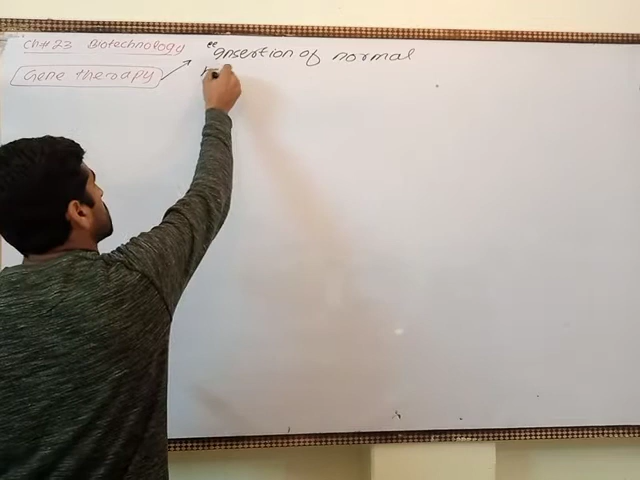 Ch# 23 Biotechnology
Gene therapy
"Insertion of normal